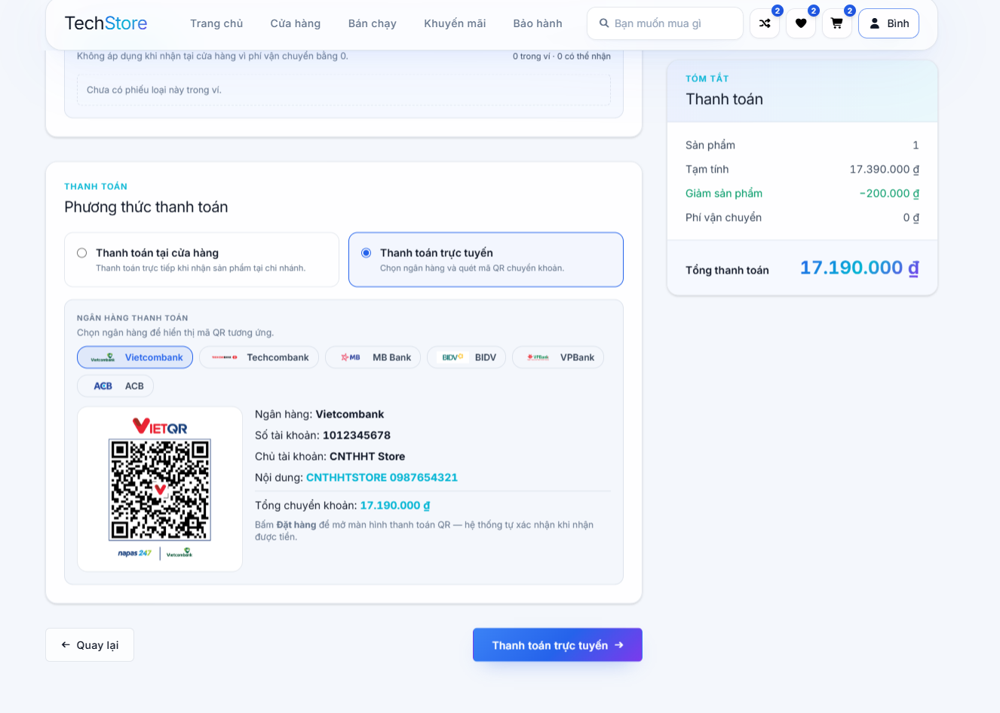 TechStore
Trang chủ
Cửa hàng
Bán chạy
Khuyến mãi
Bảo hành
Bạn muốn mua gì
2
2
2
Bình
Không áp dụng khi nhận tại cửa hàng vì phí vận chuyển bằng 0.
0 trong ví · 0 có thể nhận
Chưa có phiếu loại này trong ví.
THANH TOÁN
Phương thức thanh toán
Thanh toán tại cửa hàng
Thanh toán trực tiếp khi nhận sản phẩm tại chi nhánh.
Thanh toán trực tuyến
Chọn ngân hàng và quét mã QR chuyển khoản.
NGÂN HÀNG THANH TOÁN
Chọn ngân hàng để hiển thị mã QR tương ứng.
Vietcombank Vietcombank
TECHCOMBANK Techcombank
MB MB Bank
BIDV BIDV
VPBank VPBank
ACB ACB
VIETQR
napas 247 Vietcombank
Ngân hàng: Vietcombank
Số tài khoản: 1012345678
Chủ tài khoản: CNTHHT Store
Nội dung: CNTHHTSTORE 0987654321
Tổng chuyển khoản: 17.190.000 ₫
Bấm Đặt hàng để mở màn hình thanh toán QR — hệ thống tự xác nhận khi nhận
được tiền.
← Quay lại
Thanh toán trực tuyến →
TÓM TẮT
Thanh toán
Sản phẩm 1
Tạm tính 17.390.000 ₫
Giảm sản phẩm −200.000 ₫
Phí vận chuyển 0 ₫
Tổng thanh toán 17.190.000 ₫